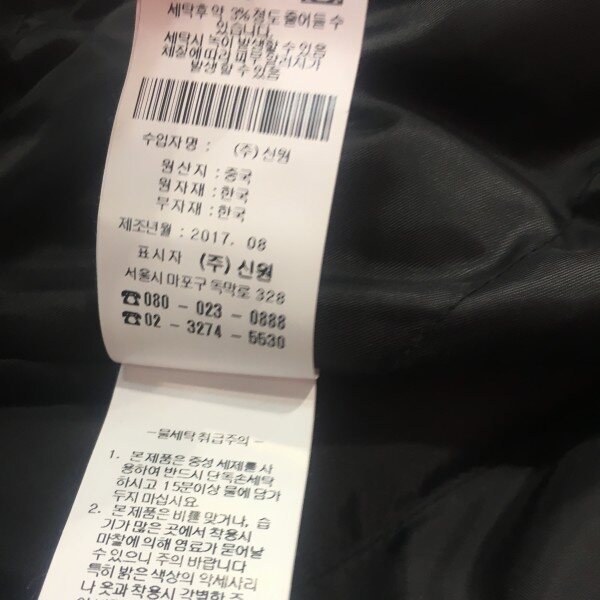 세탁후 약 3%정도 줄어들 수
있습니다.
세탁시 녹이 발생할 수 있음
체질에 따라 피부 알러지가
발생할 수 있음
수입자명 : (주)신원
원산지 : 중국
원자재 : 한국
부자재 : 한국
제조년월 : 2017. 08
표시자 (주)신원
서울시 마포구 독막로 328
☎080 - 023 - 0888
☎02 - 3274 - 5530
-물세탁취급주의-
1. 본 제품은 중성 세제를 사
용하여 반드시 단독손세탁
하시고 15분이상 물에 담가
두지 마십시요.
2. 본 제품은 비를 맞거나, 습
기가 많은 곳에서 착용시
마찰에 의해 염료가 묻어날
수 있으니 주의 바랍니다
특히 밝은 색상의 악세사리
나 옷과 착용시 각별한 주